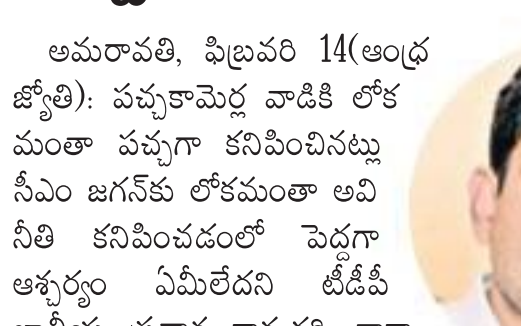 అమరావతి, ఫిబ్రవరి 14(ఆంధ్ర
జ్యోతి): పచ్చకామెర్ల వాడికి లోక
మంతా పచ్చగా కనిపించినట్లు
సీఎం జగన్‌కు లోకమంతా అవి
నీతి కనిపించడంలో పెద్దగా
ఆశ్చర్యం ఏమీలేదని టీడీపీ